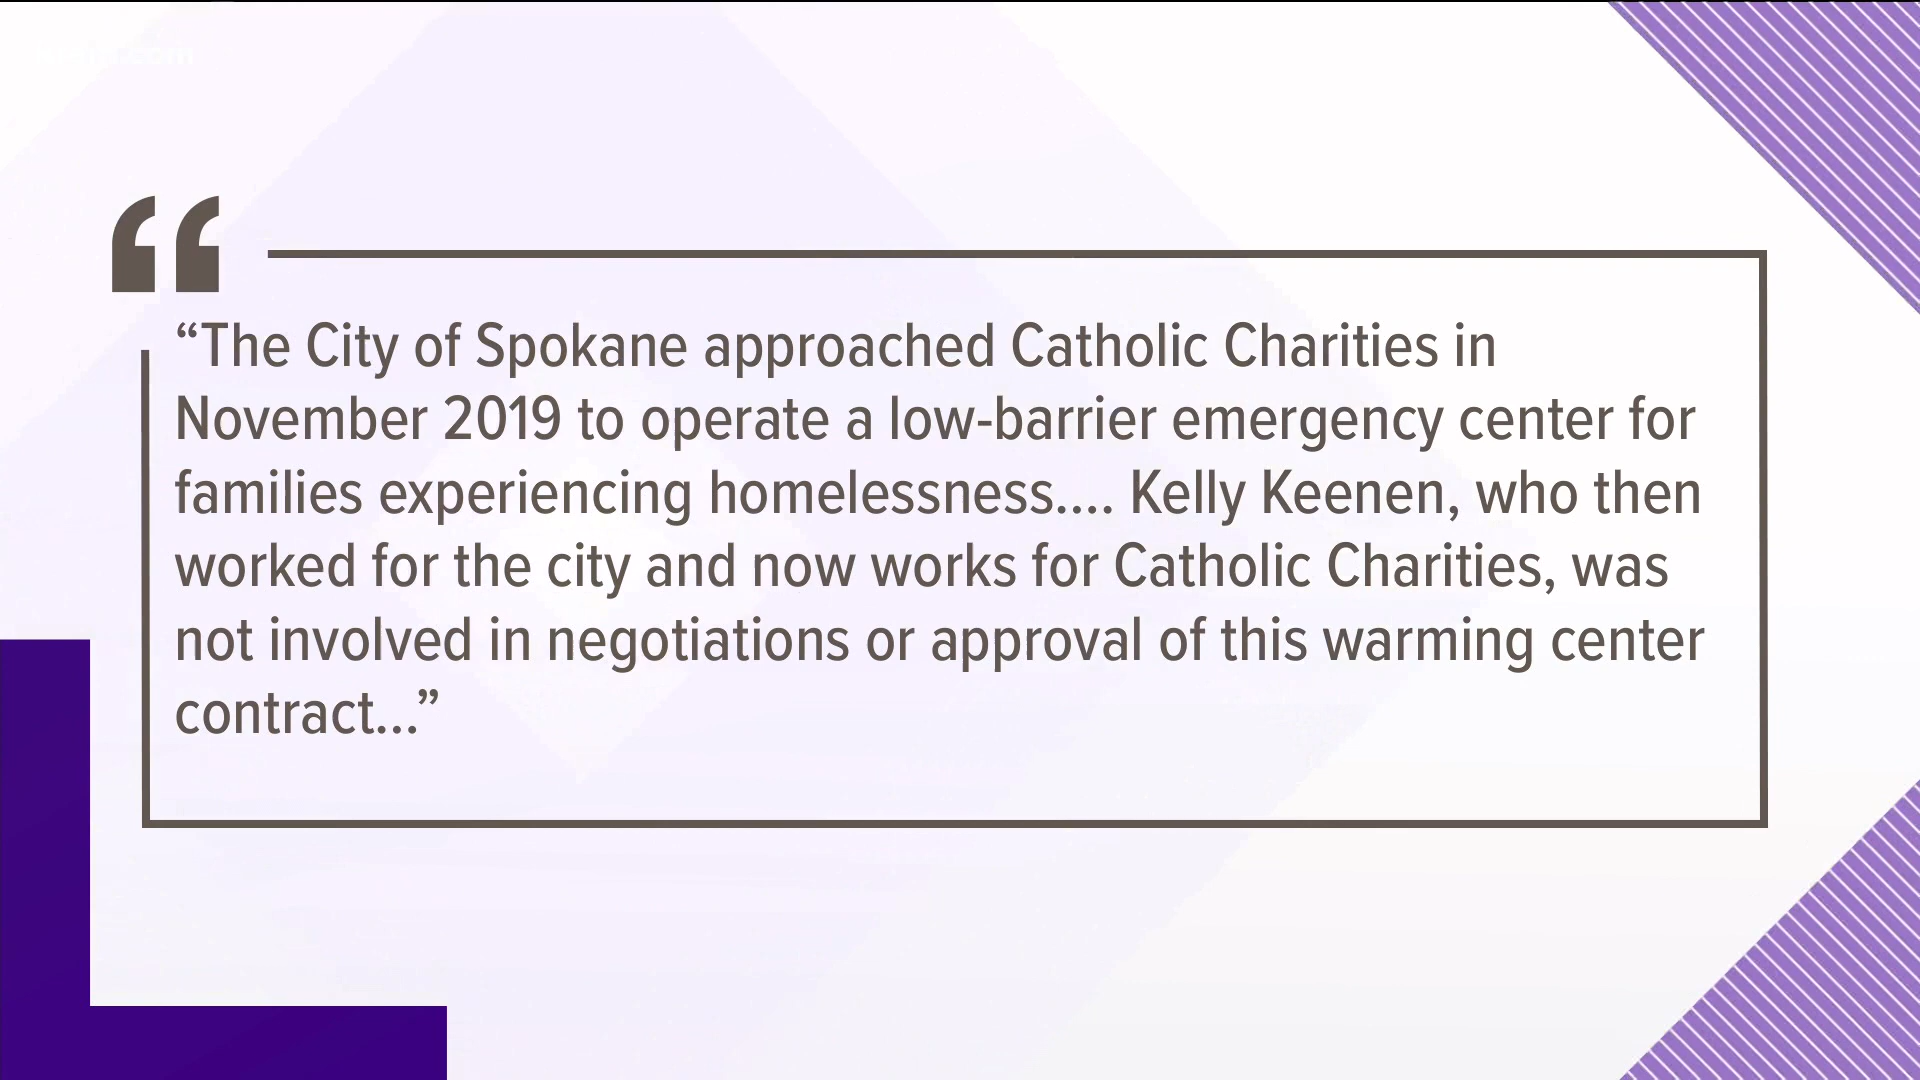 “The City of Spokane approached Catholic Charities in
November 2019 to operate a low-barrier emergency center for
families experiencing homelessness.... Kelly Keenen, who then
worked for the city and now works for Catholic Charities, was
not involved in negotiations or approval of this warming center
contract...”